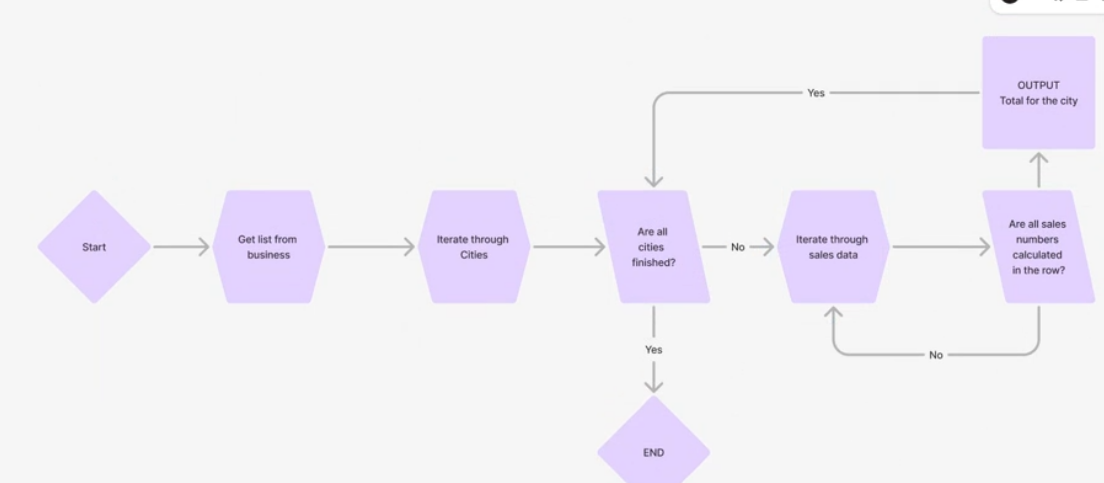 OUTPUT
Total for the city
Yes
Start
Get list from
business
Iterate through
Cities
Are all
cities
finished?
No
Iterate through
sales data
Are all sales
numbers
calculated
in the row?
Yes
No
END